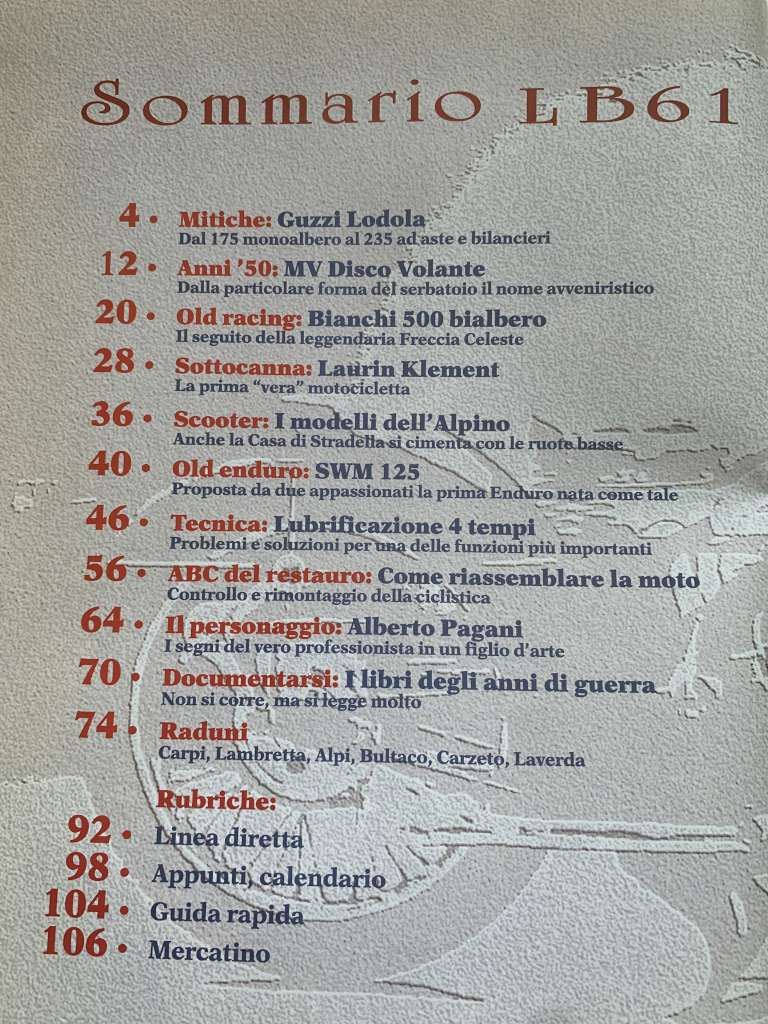 Sommario LB61
4 • Mitiche: Guzzi Lodola
Dal 175 monoalbero al 235 ad aste e bilancieri
12 • Anni '50: MV Disco Volante
Dalla particolare forma del serbatoio il nome avveniristico
20 • Old racing: Bianchi 500 bialbero
Il seguito della leggendaria Freccia Celeste
28 • Sottocanna: Laurin Klement
La prima “vera” motocicletta
36 • Scooter: I modelli dell'Alpino
Anche la Casa di Stradella si cimenta con le ruote basse
40 • Old enduro: SWM 125
Proposta da due appassionati la prima Enduro nata come tale
46 • Tecnica: Lubrificazione 4 tempi
Problemi e soluzioni per una delle funzioni più importanti
56 • ABC del restauro: Come riassemblare la moto
Controllo e rimontaggio della ciclistica
64 • Il personaggio: Alberto Pagani
I segni del vero professionista in un figlio d'arte
70 • Documentarsi: I libri degli anni di guerra
Non si corre, ma si legge molto
74 • Raduni
Carpi, Lambretta, Alpi, Bultaco, Carzeto, Laverda
Rubriche:
92 • Linea diretta
98 • Appunti, calendario
104 • Guida rapida
106 • Mercatino